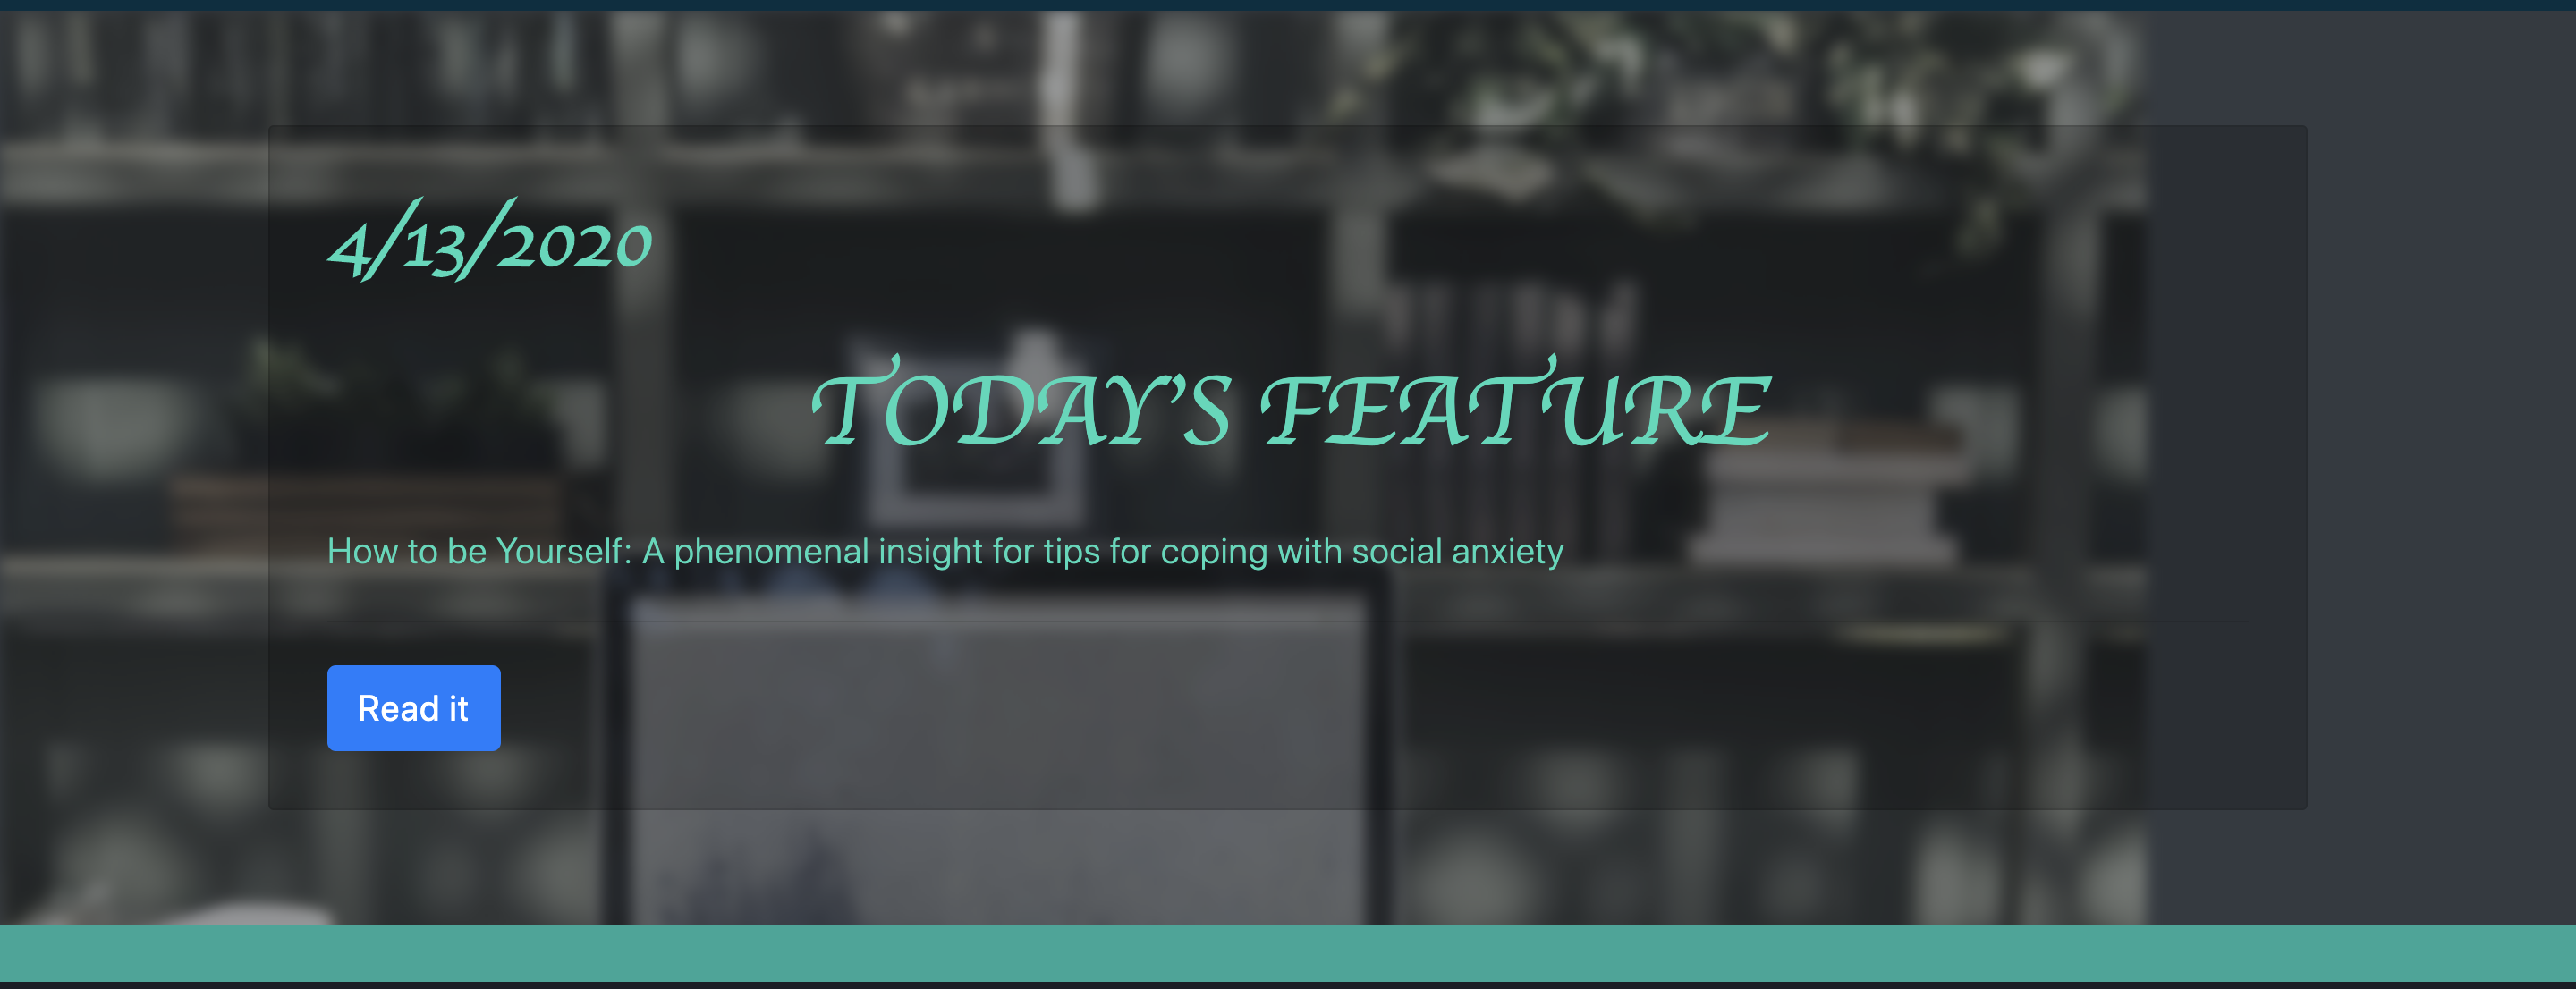 4/13/2020
TODAY'S FEATURE
How to be Yourself: A phenomenal insight for tips for coping with social anxiety
Read it